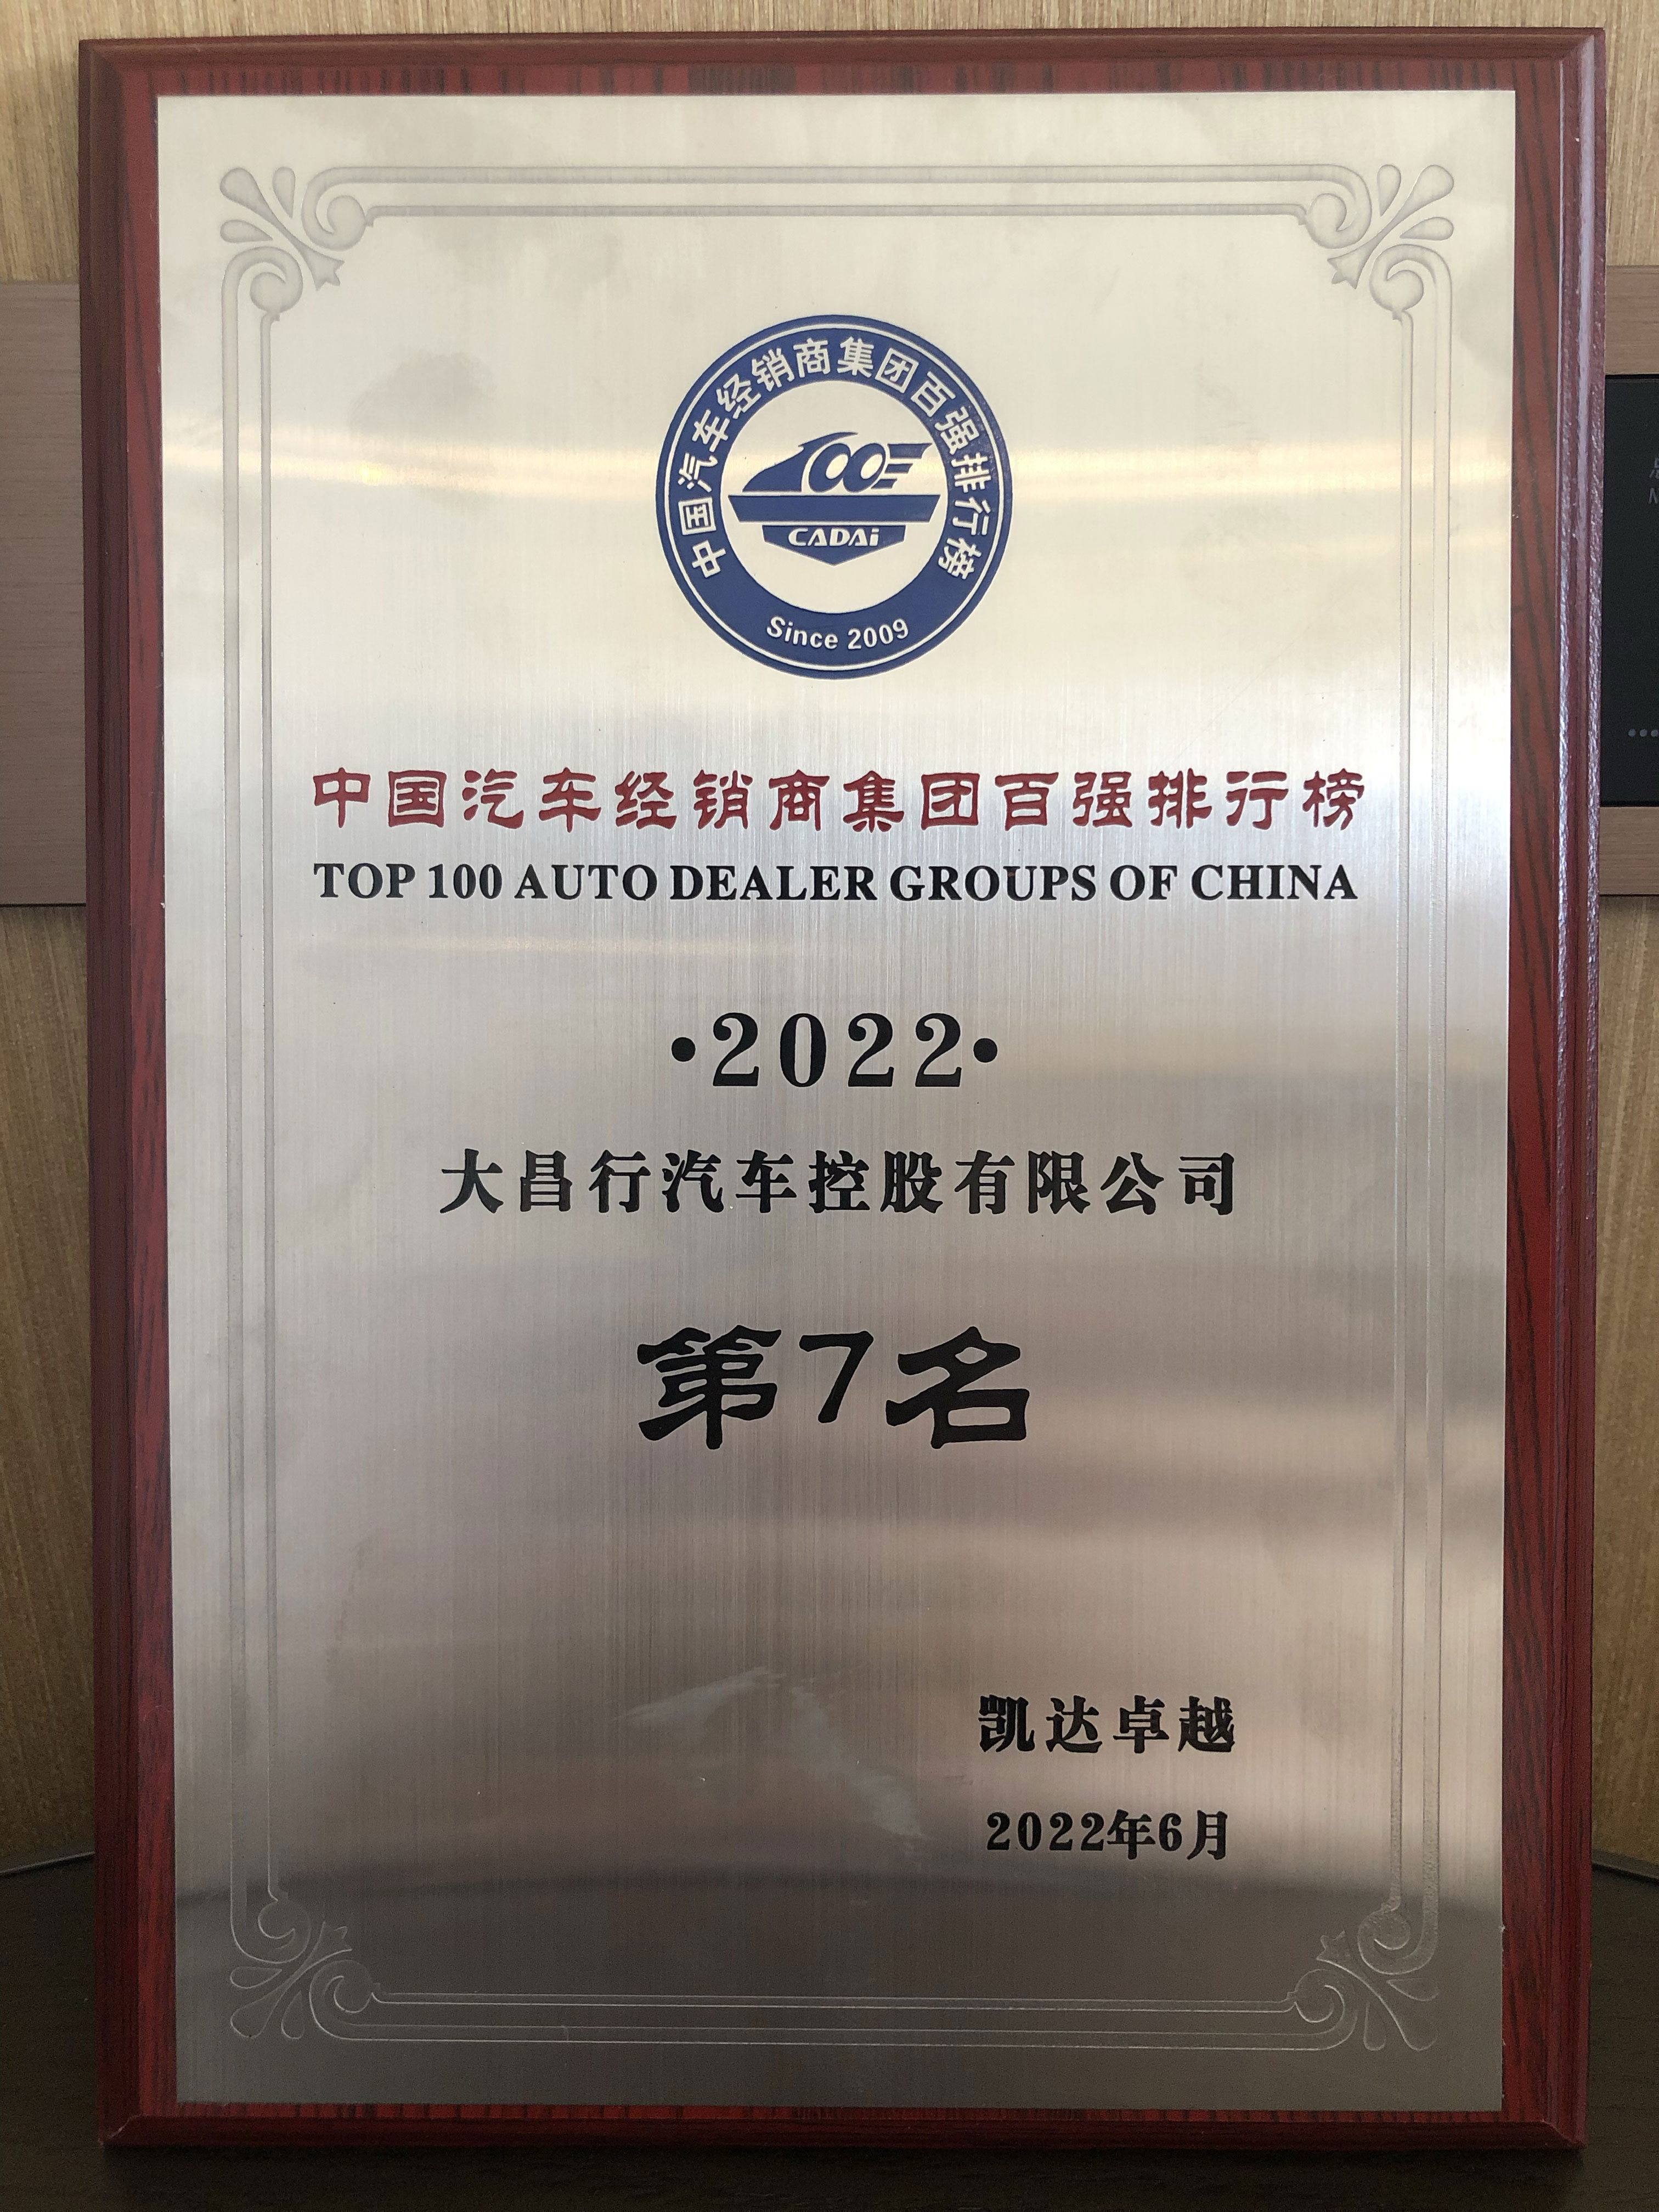 中国汽车经销商集团百强排行榜
100
CADAi
Since 2009
中国汽车经销商集团百强排行榜
TOP 100 AUTO DEALER GROUPS OF CHINA
·2022·
大昌行汽车控股有限公司
第7名
凯达卓越
2022年6月